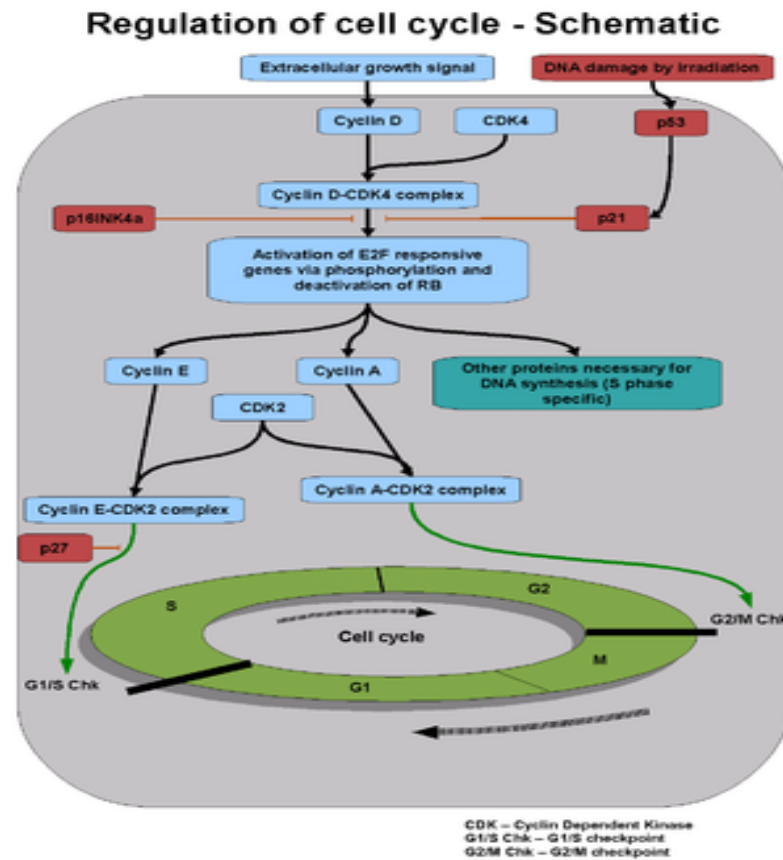 Regulation of cell cycle - Schematic
Extracellular growth signal
DNA damage by irradiation
Cyclin D
CDK4
p53
Cyclin D-CDK4 complex
p16INK4a
p21
Activation of E2F responsive
genes via phosphorylation and
deactivation of RB
Cyclin E
Cyclin A
Other proteins necessary for
DNA synthesis (S phase
specific)
CDK2
Cyclin E-CDK2 complex
Cyclin A-CDK2 complex
p27
S
G2
G2/M Chk
Cell cycle
M
G1/S Chk
G1
CDK – Cyclin Dependent Kinase
G1/S Chk – G1/S checkpoint
G2/M Chk – G2/M checkpoint